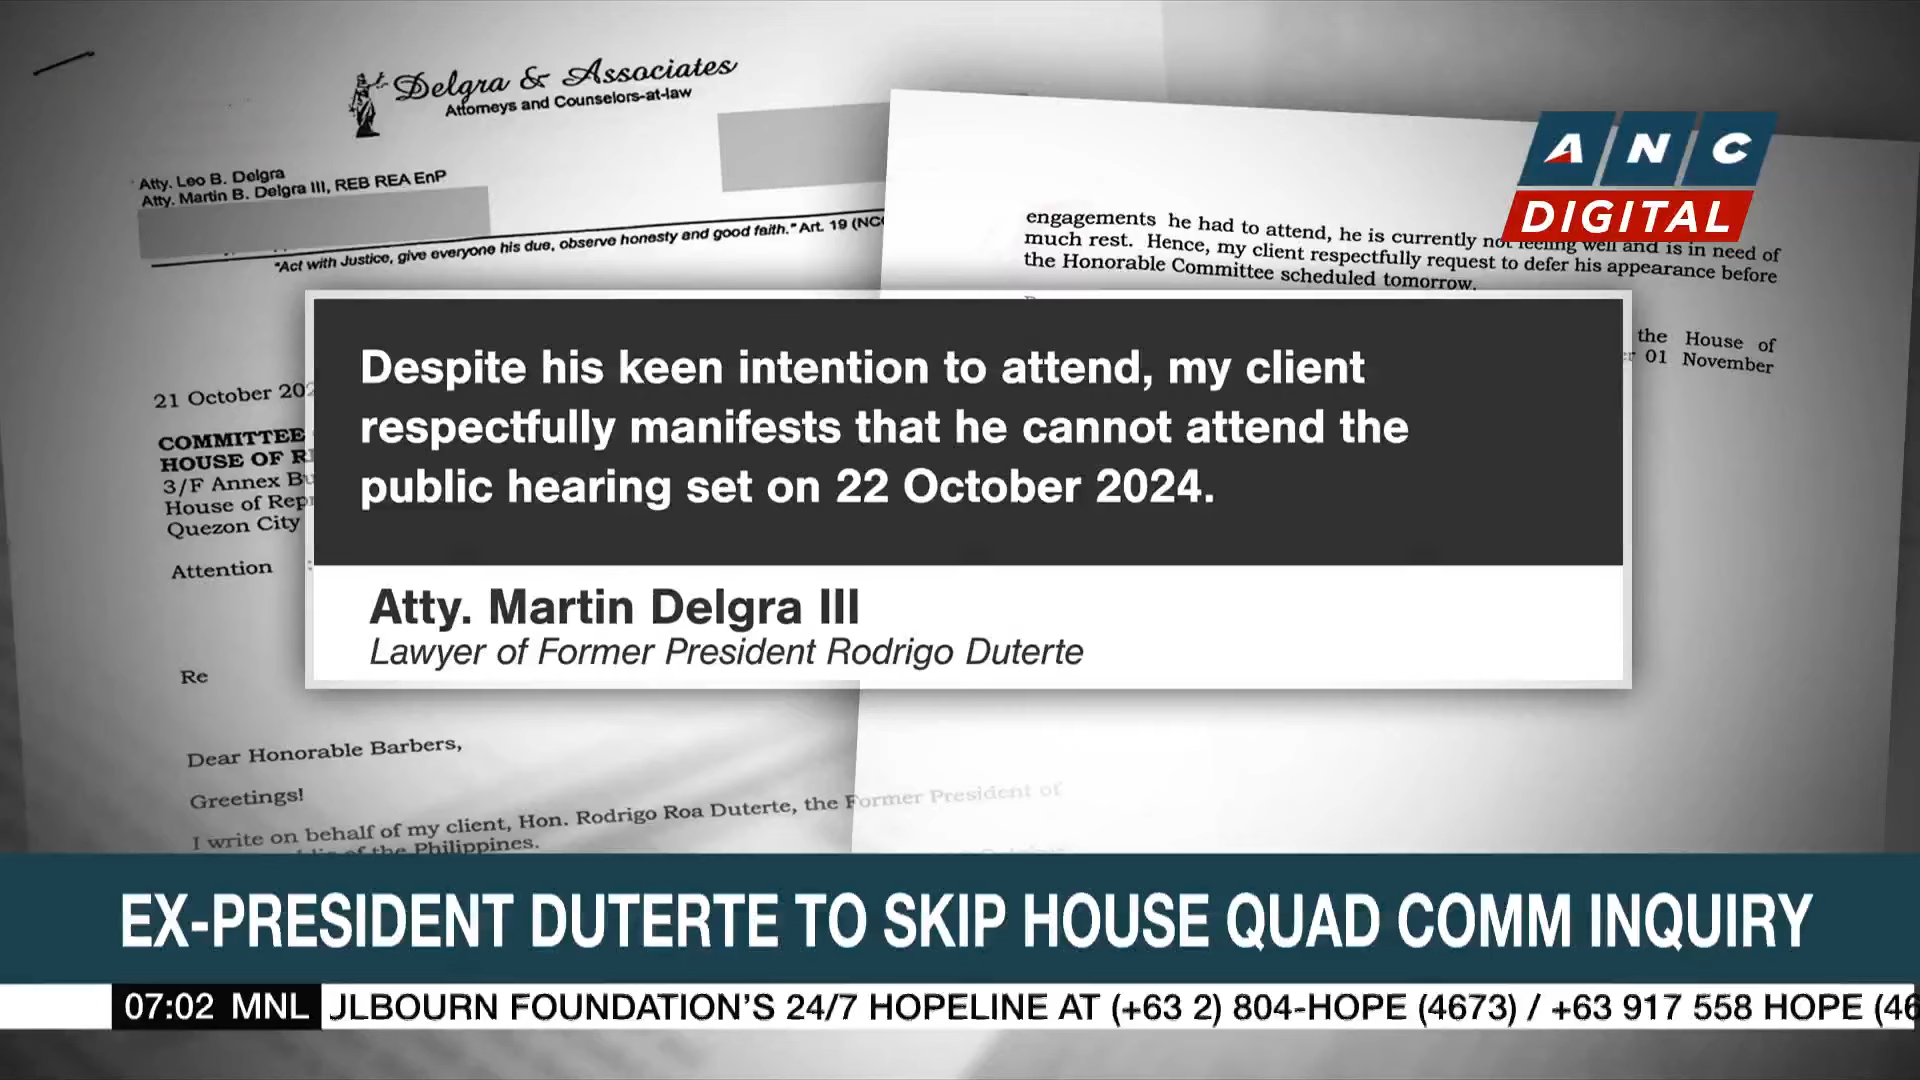 Delgra & Associates
Attorneys and Counselors-at-law
Atty. Leo B. Delgra
Atty. Martin B. Delgra III, REB REA EnP
"Act with Justice, give everyone his due, observe honesty and good faith." Art. 19 (NC
21 October 20
COMMITTEE
HOUSE OF R
3/F Annex Bu
House of Rep
Quezon City
Attention :
Re
Dear Honorable Barbers,
Greetings!
I write on behalf of my client, Hon. Rodrigo Roa Duterte, the Former President of
of the Philippines.
engagements he had to attend, he is currently not feeling well and is in need of
much rest. Hence, my client respectfully request to defer his appearance before
the Honorable Committee scheduled tomorrow.
the House of
01 November
ANC
DIGITAL
Despite his keen intention to attend, my client
respectfully manifests that he cannot attend the
public hearing set on 22 October 2024.
Atty. Martin Delgra III
Lawyer of Former President Rodrigo Duterte
EX-PRESIDENT DUTERTE TO SKIP HOUSE QUAD COMM INQUIRY
07:02 MNL JLBOURN FOUNDATION'S 24/7 HOPELINE AT (+63 2) 804-HOPE (4673) / +63 917 558 HOPE (46